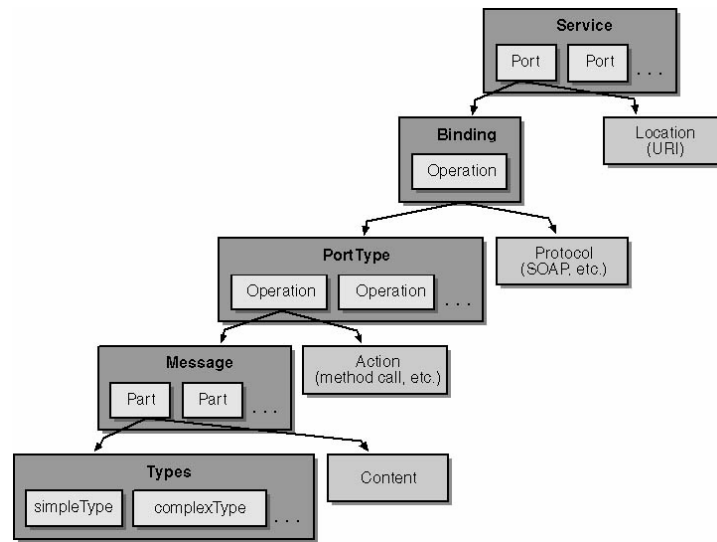 Service
Port
Port
. . .
Binding
Operation
Location
(URI)
PortType
Operation
Operation
. . .
Protocol
(SOAP, etc.)
Message
Part
Part
. . .
Action
(method call, etc.)
Types
simpleType
complexType
. . .
Content